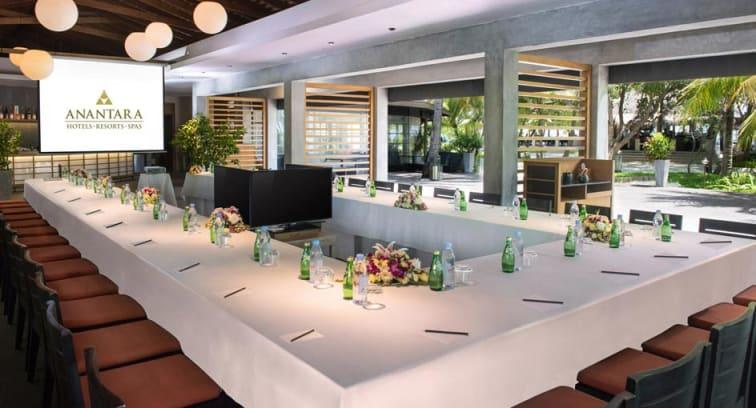 ANANTARA
HOTELS • RESORTS • SPAS